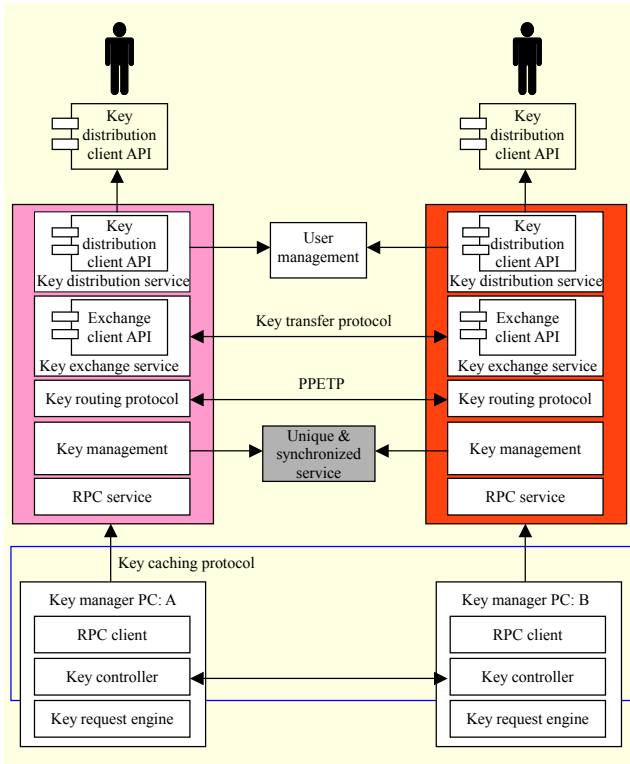 Key
distribution
client API
Key
distribution
client API
Key
distribution
client API
Key distribution service
User
management
Key
distribution
client API
Key distribution service
Exchange
client API
Key exchange service
Key transfer protocol
Exchange
client API
Key exchange service
Key routing protocol
PPETP
Key routing protocol
Key management
Unique &
synchronized
service
Key management
RPC service
RPC service
Key caching protocol
Key manager PC: A
Key manager PC: B
RPC client
RPC client
Key controller
Key controller
Key request engine
Key request engine